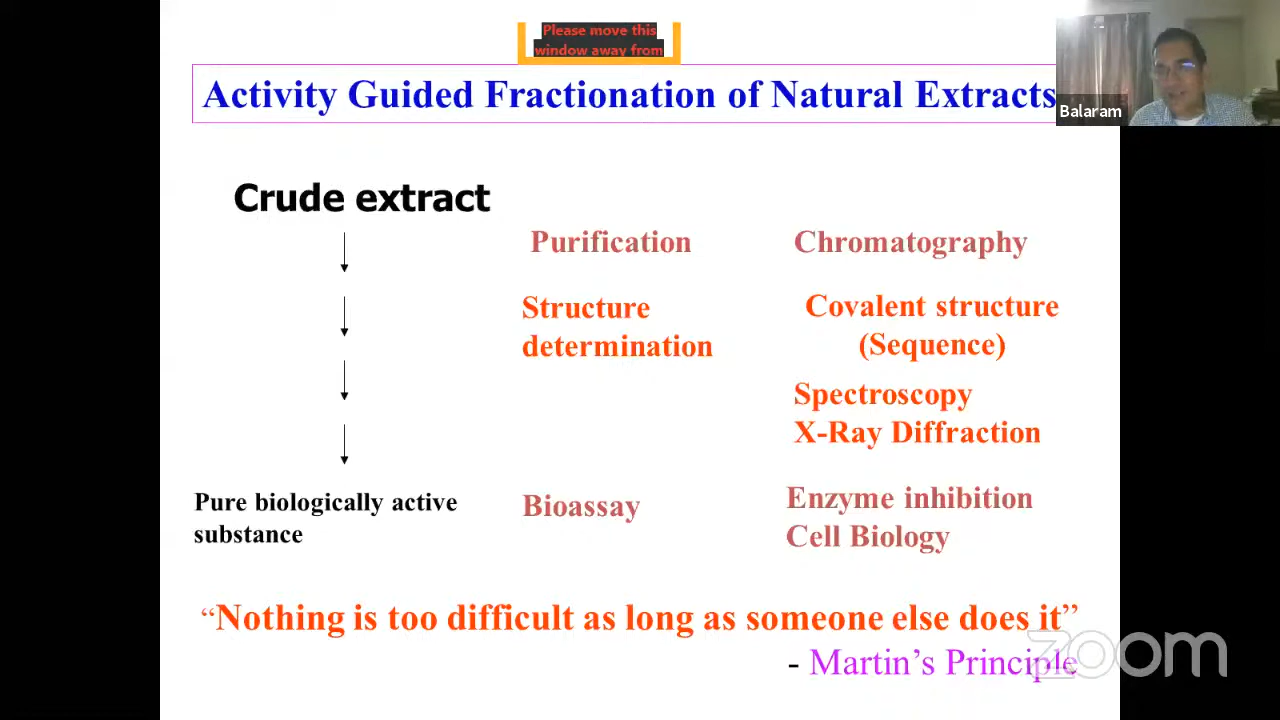 Please move this
window away from
Activity Guided Fractionation of Natural Extracts
Balaram
Crude extract
Purification
Chromatography
Structure
determination
Covalent structure
(Sequence)
Spectroscopy
X-Ray Diffraction
Pure biologically active
substance
Bioassay
Enzyme inhibition
Cell Biology
“Nothing is too difficult as long as someone else does it”
- Martin’s Principle
zoom